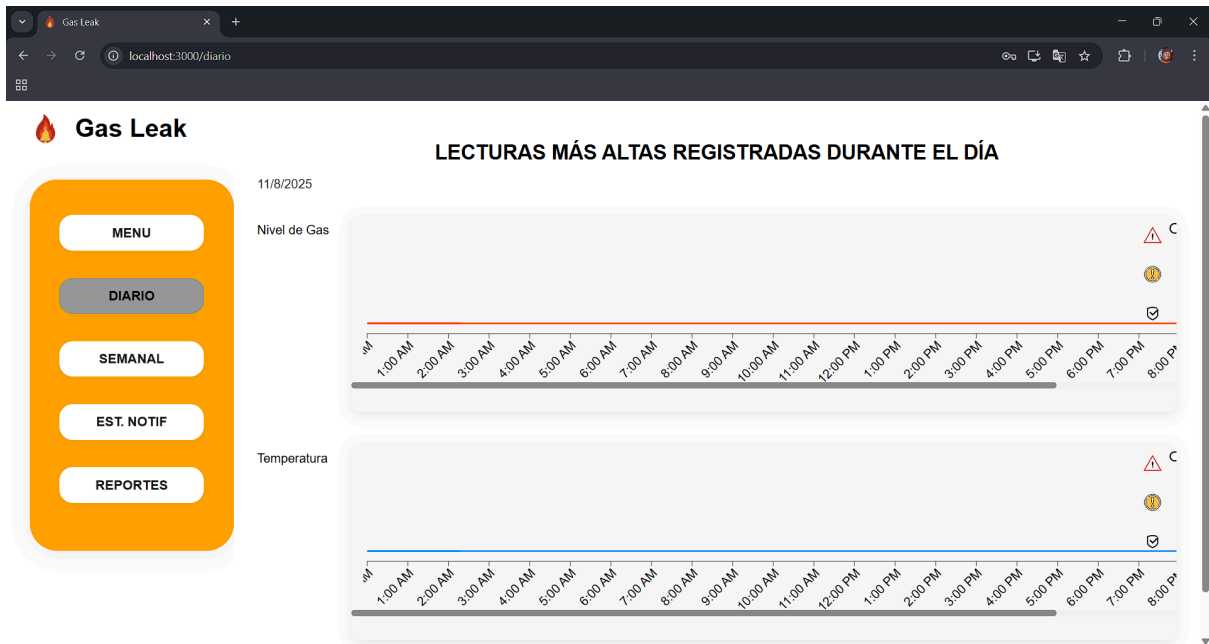 Gas Leak
localhost:3000/diario
Gas Leak
LECTURAS MÁS ALTAS REGISTRADAS DURANTE EL DÍA
11/8/2025
MENU
DIARIO
SEMANAL
EST. NOTIF
REPORTES
Nivel de Gas
1:00 AM 2:00 AM 3:00 AM 4:00 AM 5:00 AM 6:00 AM 7:00 AM 8:00 AM 9:00 AM 10:00 AM 11:00 AM 12:00 PM 1:00 PM 2:00 PM 3:00 PM 4:00 PM 5:00 PM 6:00 PM 7:00 PM 8:00 P
Temperatura
1:00 AM 2:00 AM 3:00 AM 4:00 AM 5:00 AM 6:00 AM 7:00 AM 8:00 AM 9:00 AM 10:00 AM 11:00 AM 12:00 PM 1:00 PM 2:00 PM 3:00 PM 4:00 PM 5:00 PM 6:00 PM 7:00 PM 8:00 P